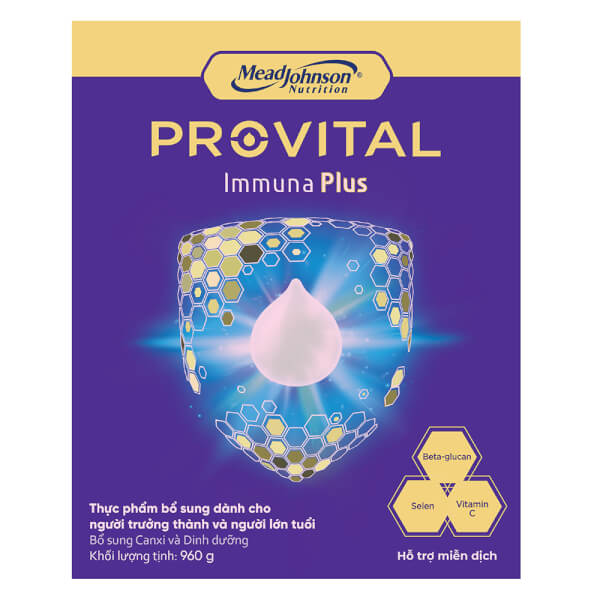 MeadJohnson®
Nutrition
PROVITAL
Immuna Plus
Beta-glucan
Selen
Vitamin
C
Thực phẩm bổ sung dành cho
người trưởng thành và người lớn tuổi
Bổ sung Canxi và Dinh dưỡng
Khối lượng tịnh: 960 g
Hỗ trợ miễn dịch